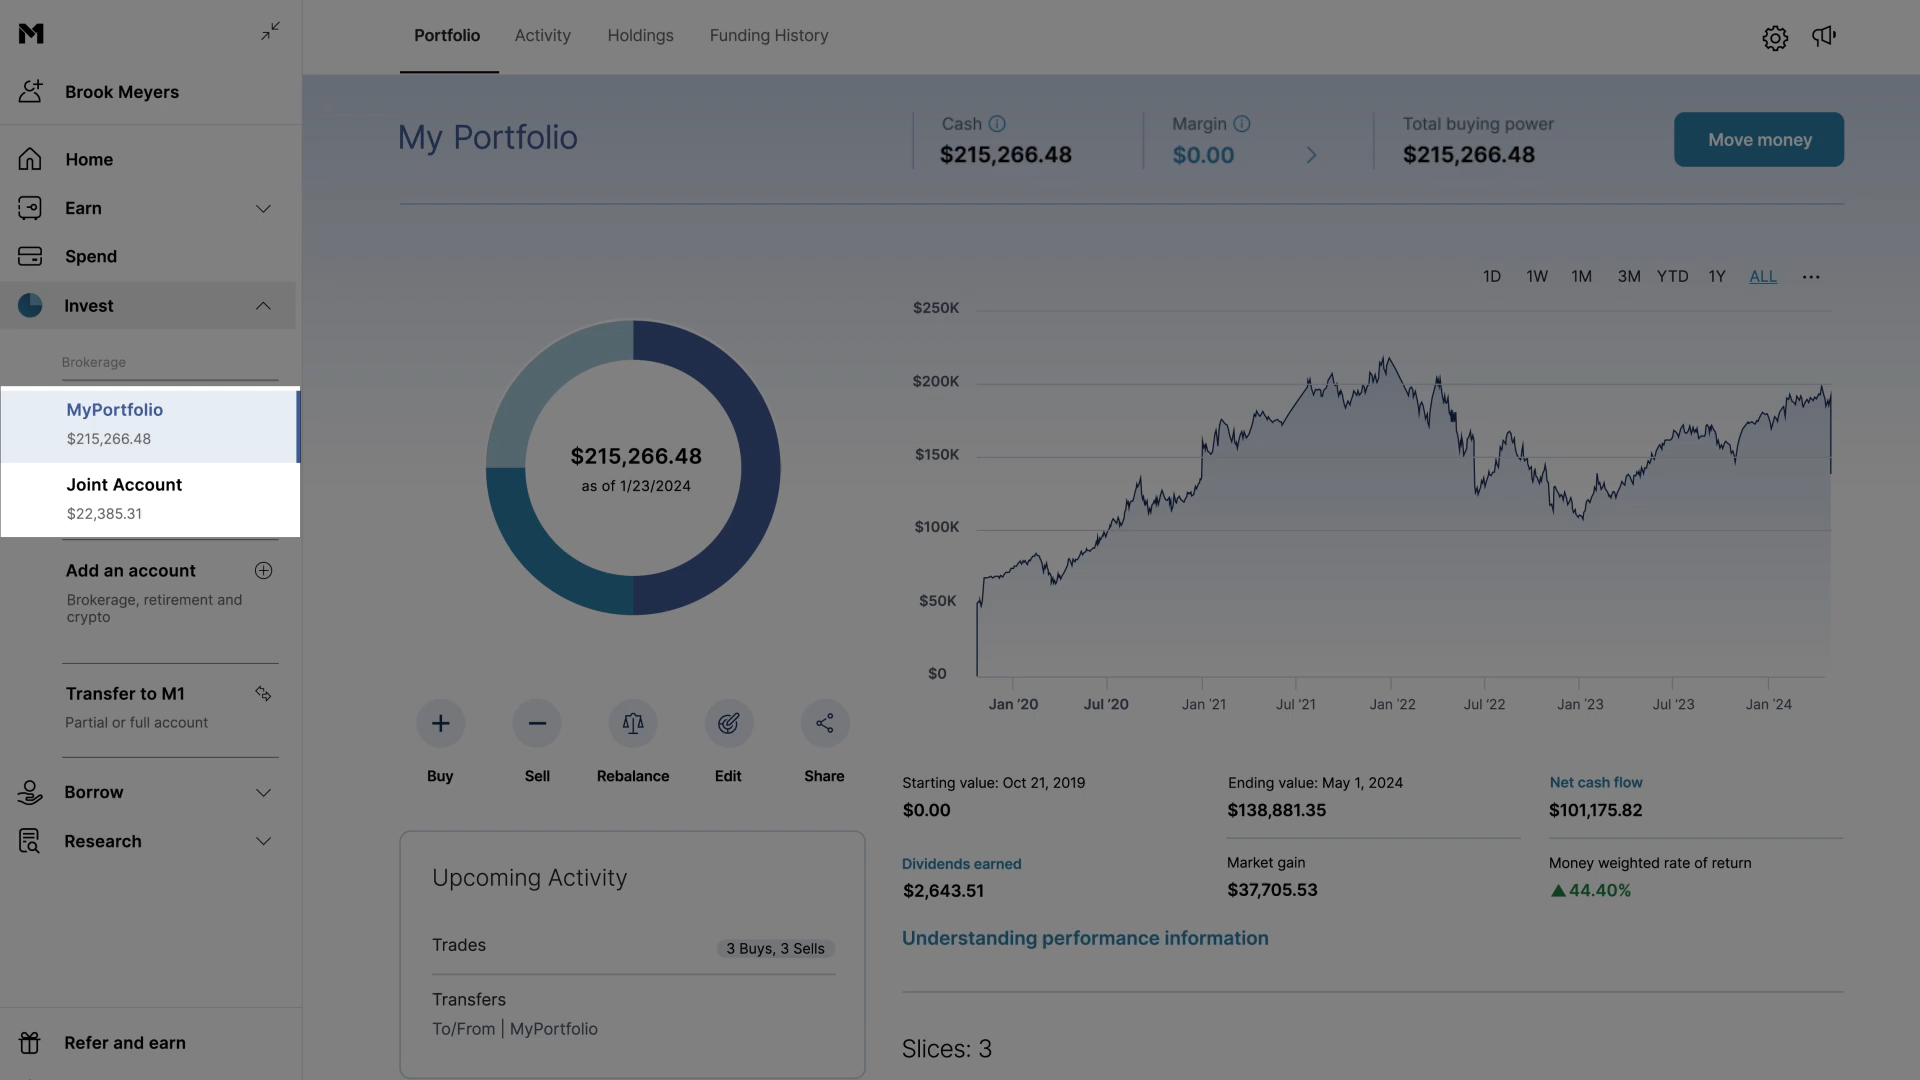 Brook Meyers
Home
Earn
Spend
Invest
Brokerage
MyPortfolio
$215,266.48
Joint Account
$22,385.31
Add an account
Brokerage, retirement and
crypto
Transfer to M1
Partial or full account
Borrow
Research
Refer and earn
Portfolio Activity Holdings Funding History
My Portfolio
Cash
$215,266.48
Margin
$0.00
Total buying power
$215,266.48
Move money
$215,266.48
as of 1/23/2024
Buy Sell Rebalance Edit Share
1D 1W 1M 3M YTD 1Y ALL
$250K
$200K
$150K
$100K
$50K
$0
Jan '20 Jul '20 Jan '21 Jul '21 Jan '22 Jul '22 Jan '23 Jul '23 Jan '24
Starting value: Oct 21, 2019
$0.00
Ending value: May 1, 2024
$138,881.35
Net cash flow
$101,175.82
Dividends earned
$2,643.51
Market gain
$37,705.53
Money weighted rate of return
44.40%
Understanding performance information
Upcoming Activity
Trades
3 Buys, 3 Sells
Transfers
To/From | MyPortfolio
Slices: 3